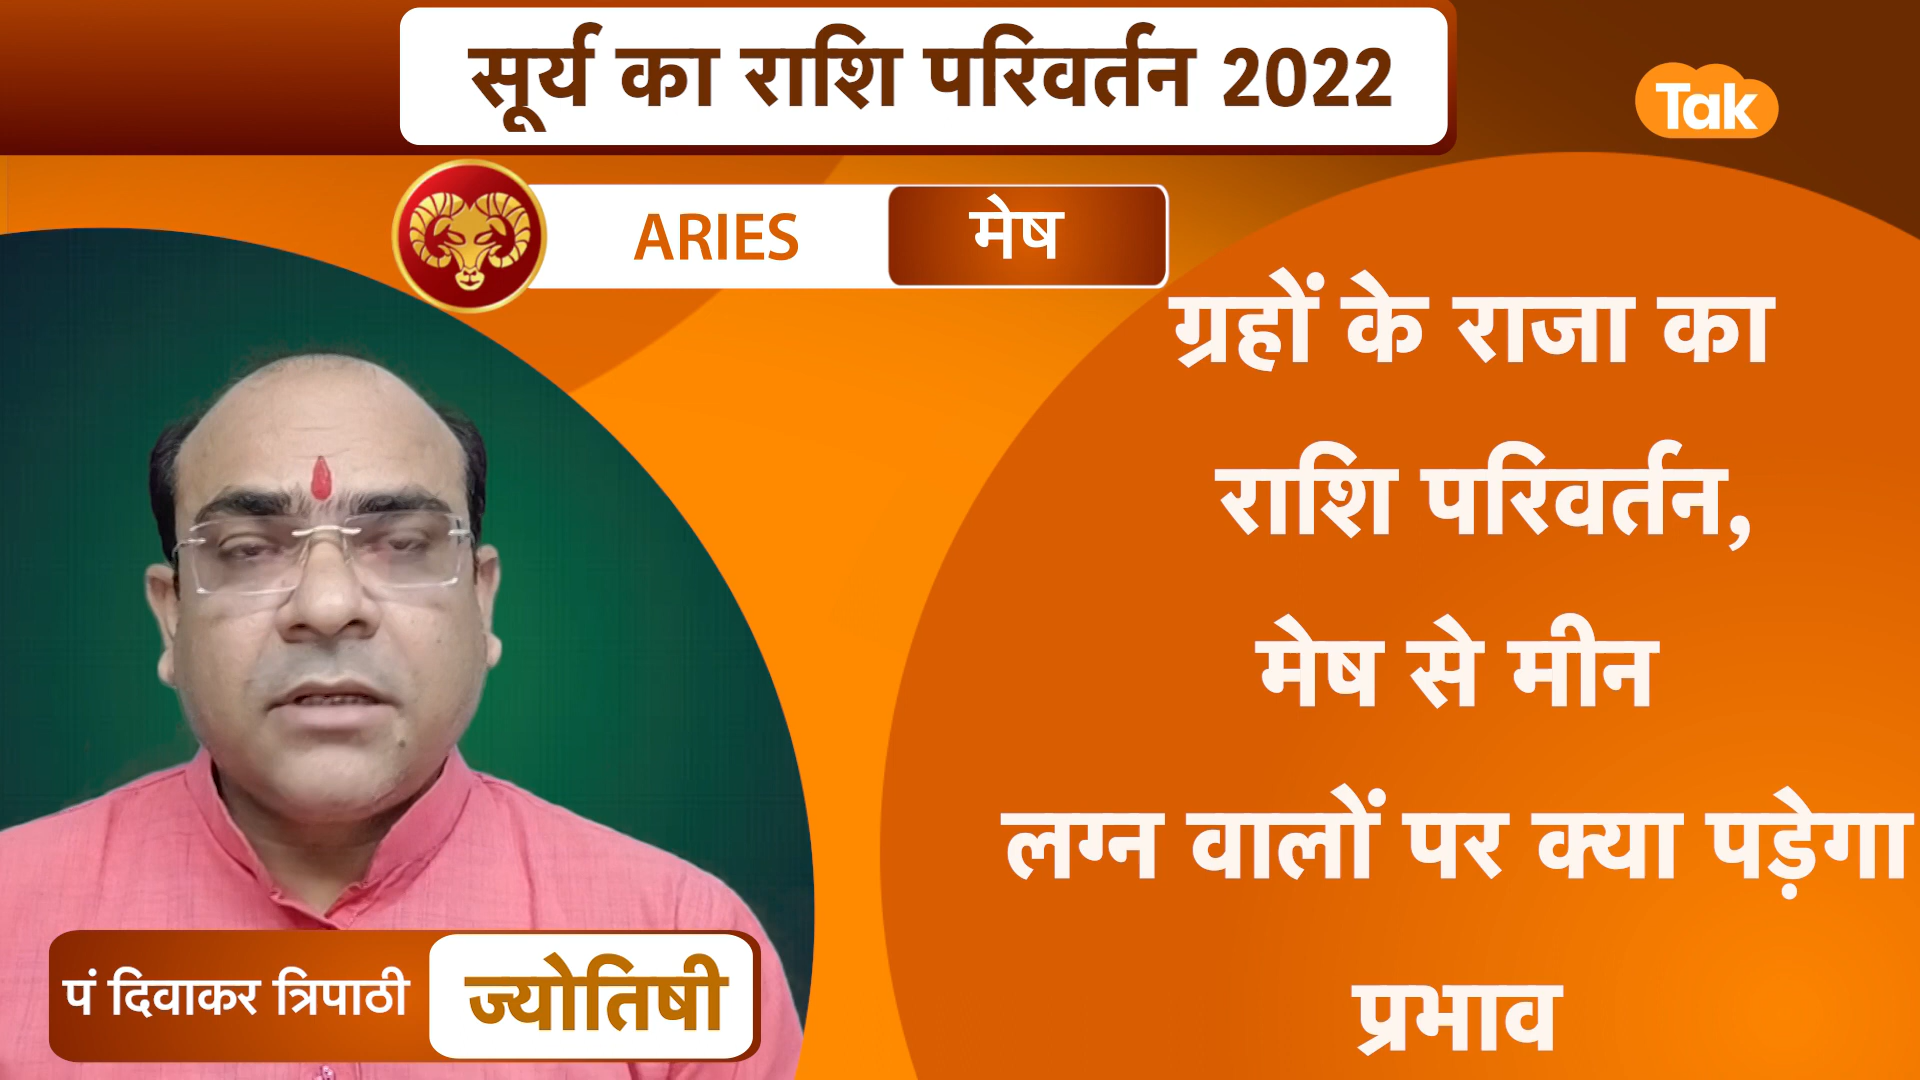 सूर्य का राशि परिवर्तन 2022
Tak
ARIES मेष
ग्रहों के राजा का
राशि परिवर्तन,
मेष से मीन
लग्न वालों पर क्या पड़ेगा
प्रभाव
पं दिवाकर त्रिपाठी ज्योतिषी